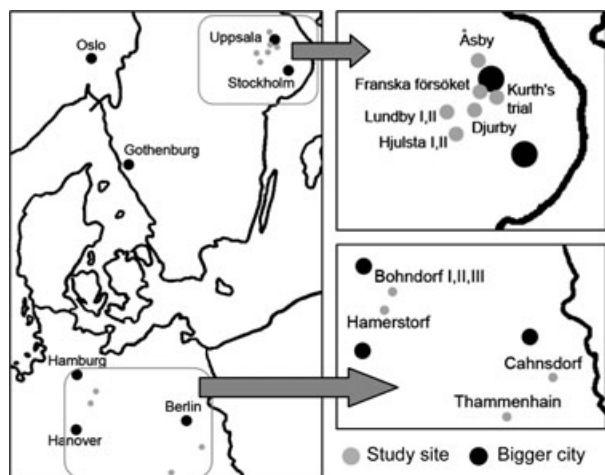 Oslo
Uppsala
Stockholm
Gothenburg
Hamburg
Berlin
Hanover
Åsby
Franska försöket
Kurth's
trial
Lundby I,II
Djurby
Hjulsta I,II
Bohndorf I,II,III
Hamerstorf
Cahnsdorf
Thammenhain
Study site
Bigger city